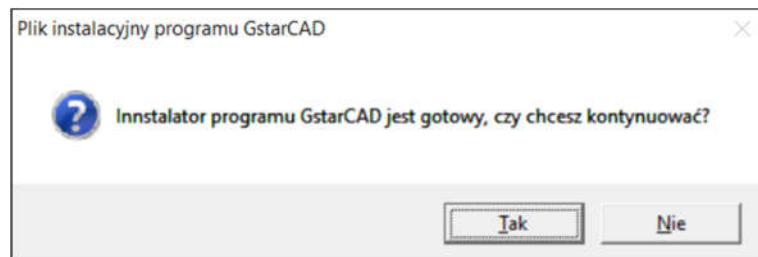 Plik instalacyjny programu GstarCAD
Innstalator programu GstarCAD jest gotowy, czy chcesz kontynuować?
Tak
Nie